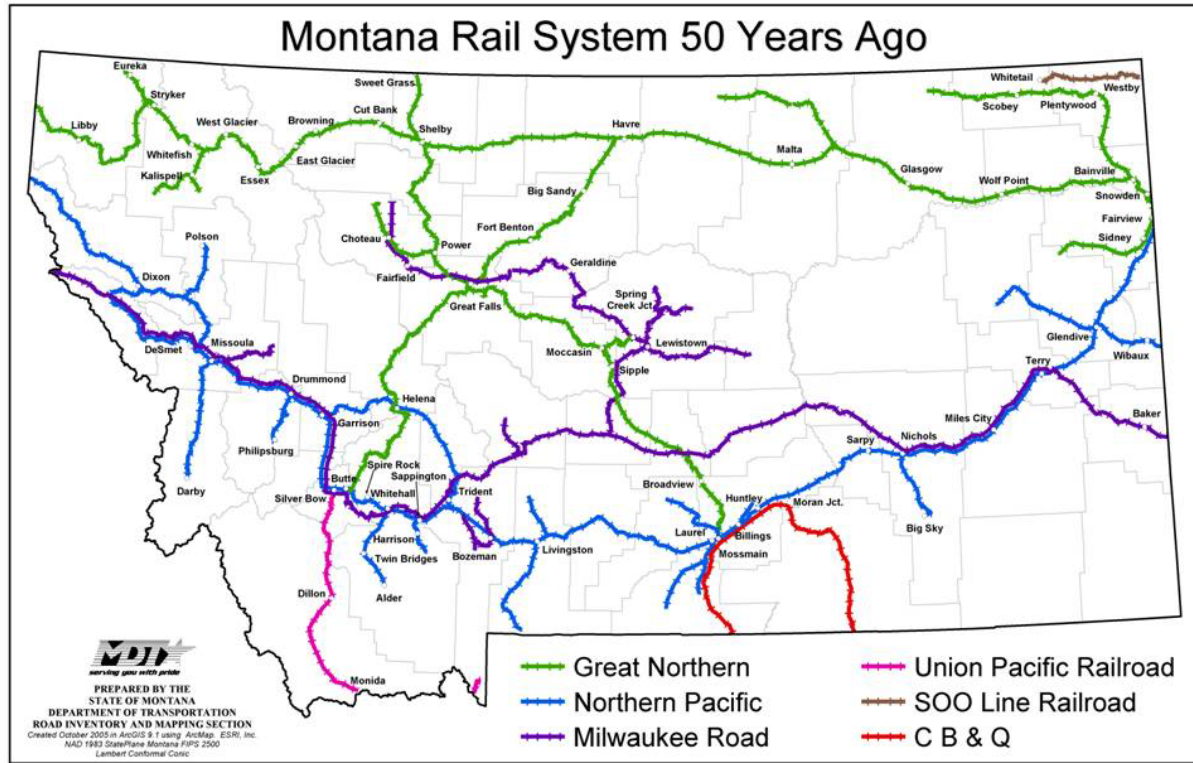 Montana Rail System 50 Years Ago
Eureka
Stryker
Libby
West Glacier
Whitefish
Kalispell
Essex
East Glacier
Browning
Cut Bank
Sweet Grass
Shelby
Havre
Malta
Glasgow
Wolf Point
Whitetail
Westby
Scobey
Plentywood
Bainville
Snowden
Fairview
Sidney
Big Sandy
Fort Benton
Power
Choteau
Fairfield
Great Falls
Geraldine
Spring
Creek Jct
Lewistown
Moccasin
Sipple
Polson
Dixon
DeSmet
Missoula
Drummond
Garrison
Helena
Philipsburg
Darby
Butte
Silver Bow
Spire Rock
Sappington
Whitehall
Trident
Harrison
Twin Bridges
Alder
Bozeman
Livingston
Dillon
Monida
Broadview
Huntley
Laurel
Billings
Mossmain
Moran Jct.
Sarpy
Nichols
Big Sky
Miles City
Terry
Baker
Glendive
Wibaux
MDT
serving you with pride
PREPARED BY THE
STATE OF MONTANA
DEPARTMENT OF TRANSPORTATION
ROAD INVENTORY AND MAPPING SECTION
Created October 2005 in ArcGIS 9.1 using ArcMap. ESRI, Inc.
NAD 1983 StatePlane Montana FIPS 2500
Lambert Conformal Conic
Great Northern
Northern Pacific
Milwaukee Road
Union Pacific Railroad
SOO Line Railroad
C B & Q